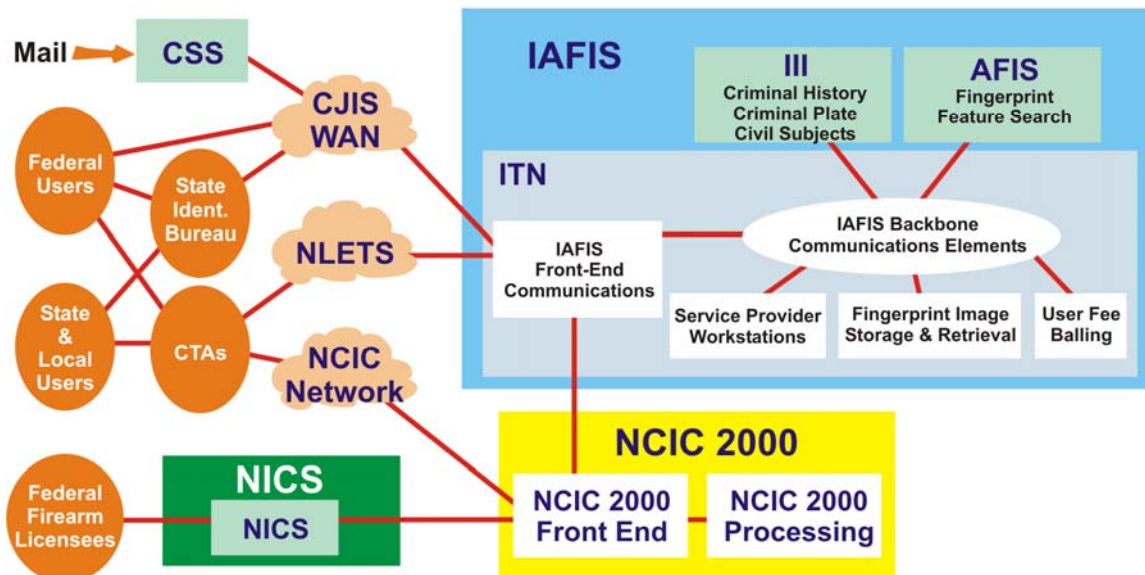 Mail
CSS
CJIS
WAN
Federal
Users
State
Ident.
Bureau
NLETS
State
&
Local
Users
CTAs
NCIC
Network
Federal
Firearm
Licensees
NICS
NICS
IAFIS
III
Criminal History
Criminal Plate
Civil Subjects
AFIS
Fingerprint
Feature Search
ITN
IAFIS
Front-End
Communications
IAFIS Backbone
Communications Elements
Service Provider
Workstations
Fingerprint Image
Storage & Retrieval
User Fee
Balling
NCIC 2000
NCIC 2000
Front End
NCIC 2000
Processing